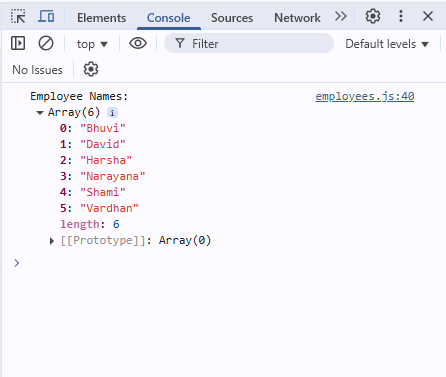 Elements Console Sources Network
top Filter Default levels
No Issues
Employee Names: employees.js:40
Array(6) i
0: "Bhuvi"
1: "David"
2: "Harsha"
3: "Narayana"
4: "Shami"
5: "Vardhan"
length: 6
[[Prototype]]: Array(0)